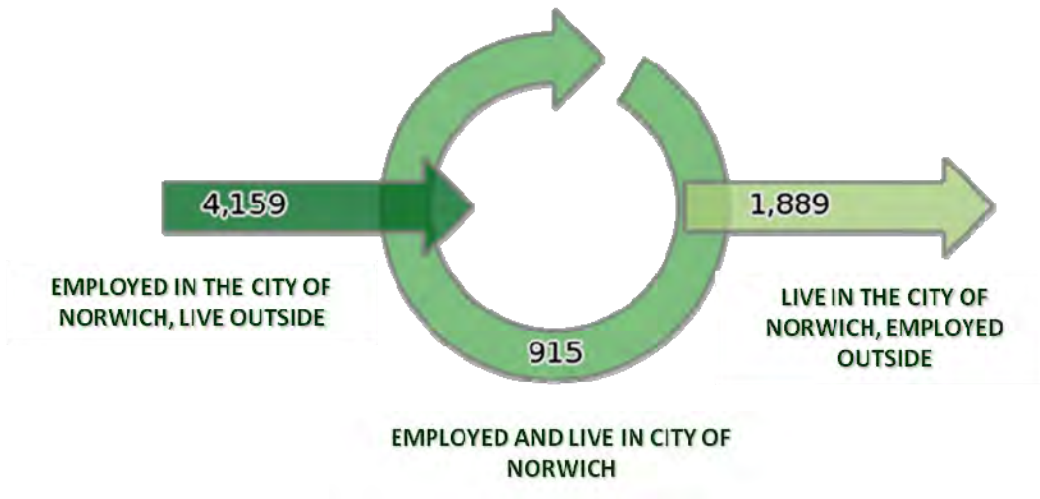 4,159
1,889
EMPLOYED IN THE CITY OF
NORWICH, LIVE OUTSIDE
LIVE IN THE CITY OF
NORWICH, EMPLOYED
OUTSIDE
915
EMPLOYED AND LIVE IN CITY OF
NORWICH